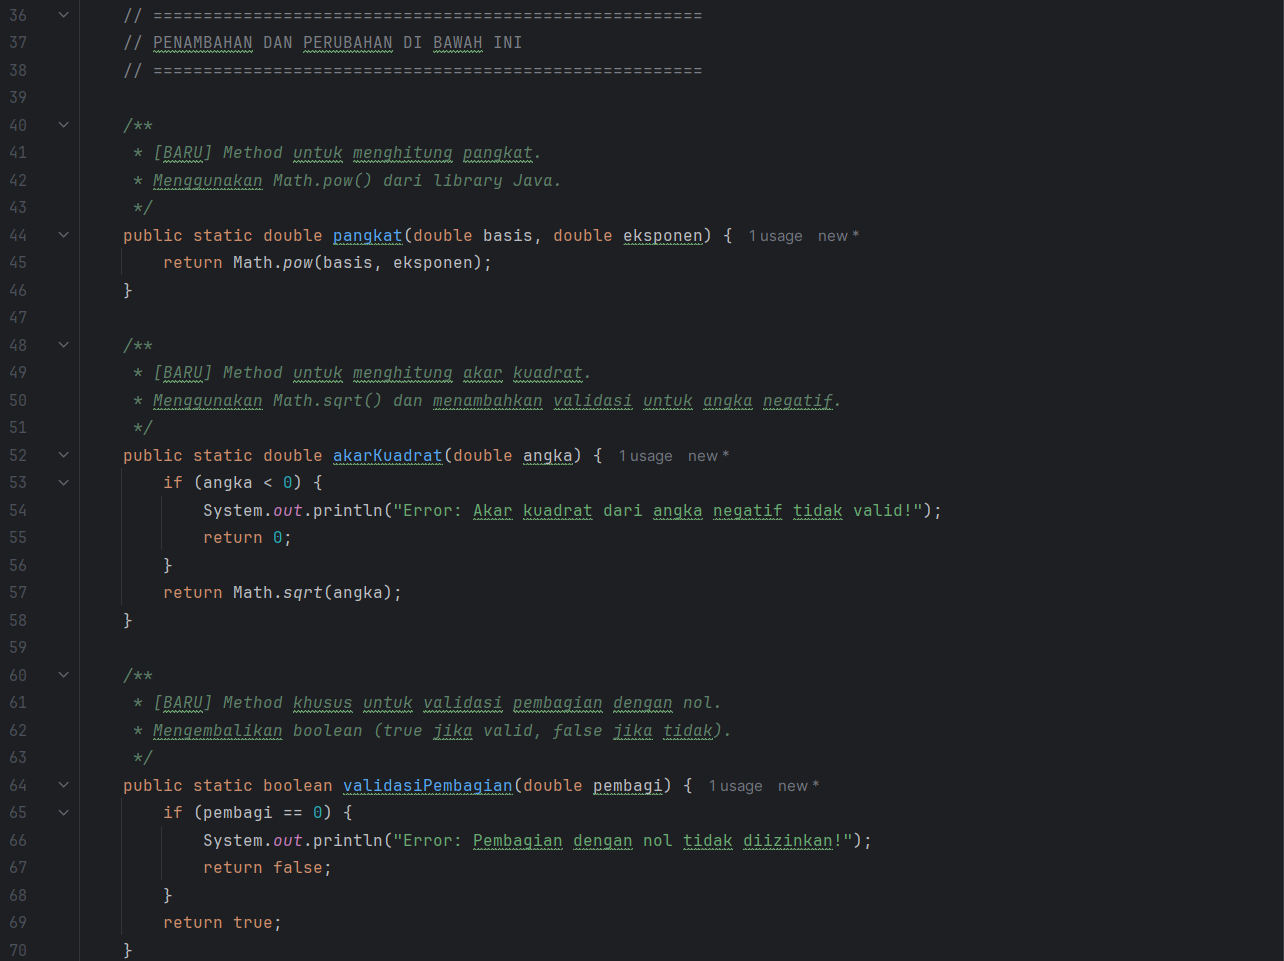 36 // =======================================================
37 // PENAMBAHAN DAN PERUBAHAN DI BAWAH INI
38 // =======================================================
39
40 /**
41 * [BARU] Method untuk menghitung pangkat.
42 * Menggunakan Math.pow() dari library Java.
43 */
44 public static double pangkat(double basis, double eksponen) { 1 usage new *
45 return Math.pow(basis, eksponen);
46 }
47
48 /**
49 * [BARU] Method untuk menghitung akar kuadrat.
50 * Menggunakan Math.sqrt() dan menambahkan validasi untuk angka negatif.
51 */
52 public static double akarKuadrat(double angka) { 1 usage new *
53 if (angka < 0) {
54 System.out.println("Error: Akar kuadrat dari angka negatif tidak valid!");
55 return 0;
56 }
57 return Math.sqrt(angka);
58 }
59
60 /**
61 * [BARU] Method khusus untuk validasi pembagian dengan nol.
62 * Mengembalikan boolean (true jika valid, false jika tidak).
63 */
64 public static boolean validasiPembagian(double pembagi) { 1 usage new *
65 if (pembagi == 0) {
66 System.out.println("Error: Pembagian dengan nol tidak diizinkan!");
67 return false;
68 }
69 return true;
70 }